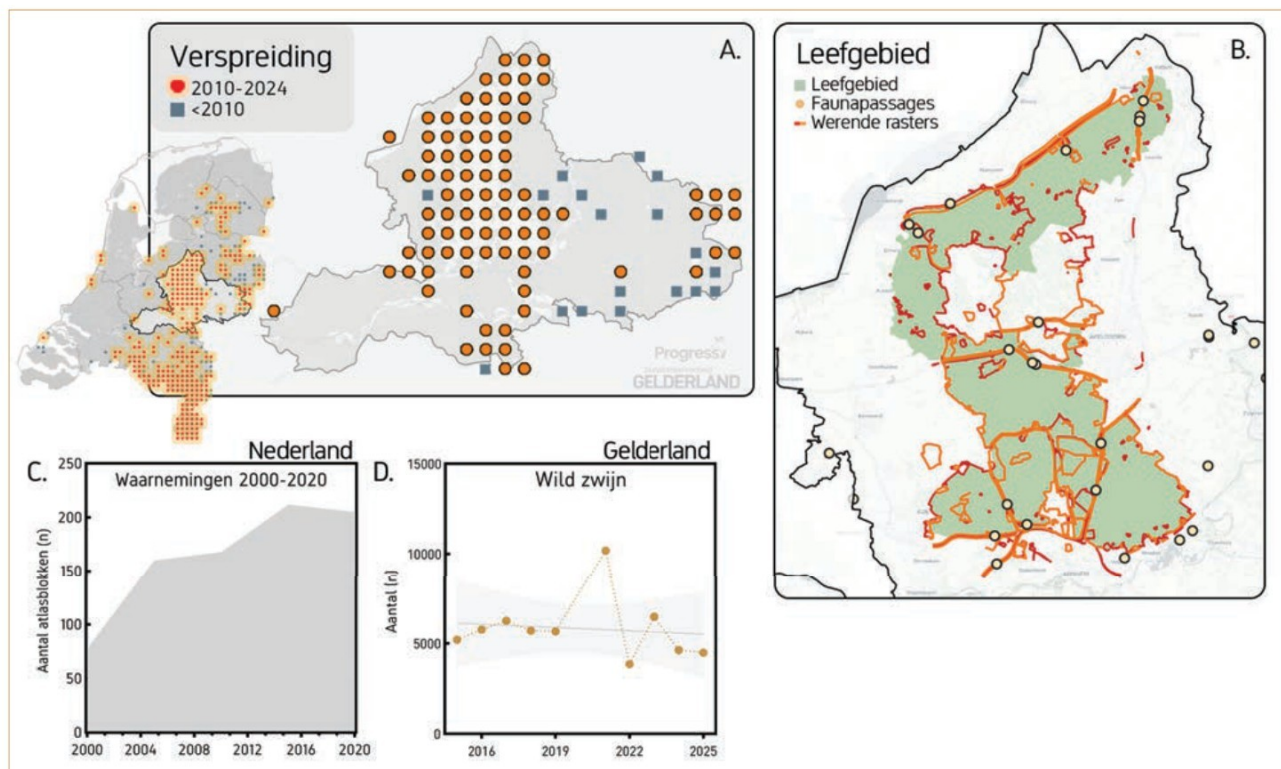 Verspreiding
2010-2024
<2010
A.
Progress
GELDERLAND
Leefgebied
B.
Leefgebied
Faunapassages
Werende rasters
C.
Nederland
Waarnemingen 2000-2020
Aantal atlasblokken (n)
250
200
150
100
50
0
2000
2004
2008
2012
2016
2020
D.
Gelderland
Wild zwijn
Aantal (n)
15000
10000
5000
0
2016
2019
2022
2025